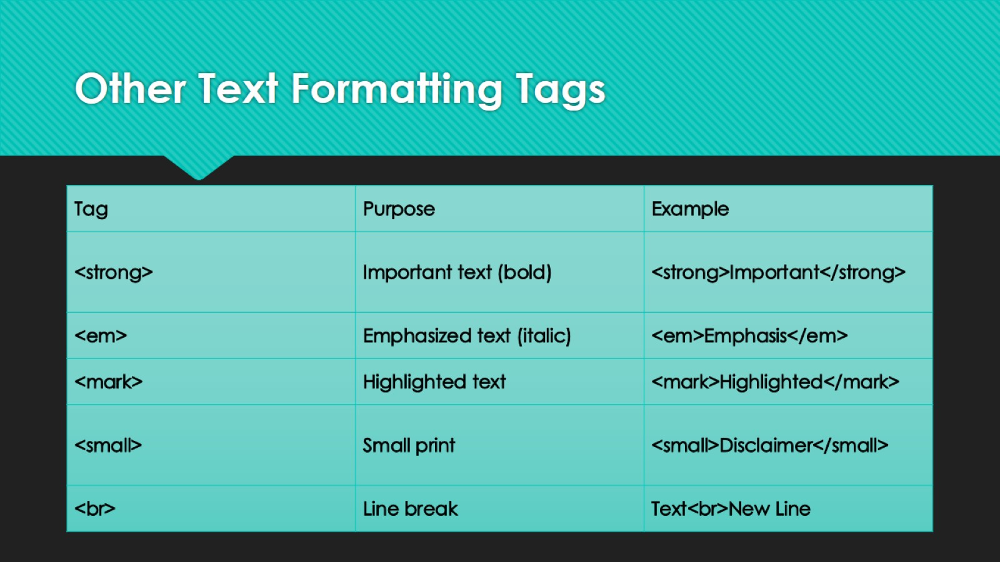 Other Text Formatting Tags
Tag Purpose Example
<strong> Important text (bold) <strong>Important</strong>
<em> Emphasized text (italic) <em>Emphasis</em>
<mark> Highlighted text <mark>Highlighted</mark>
<small> Small print <small>Disclaimer</small>
<br> Line break Text<br>New Line